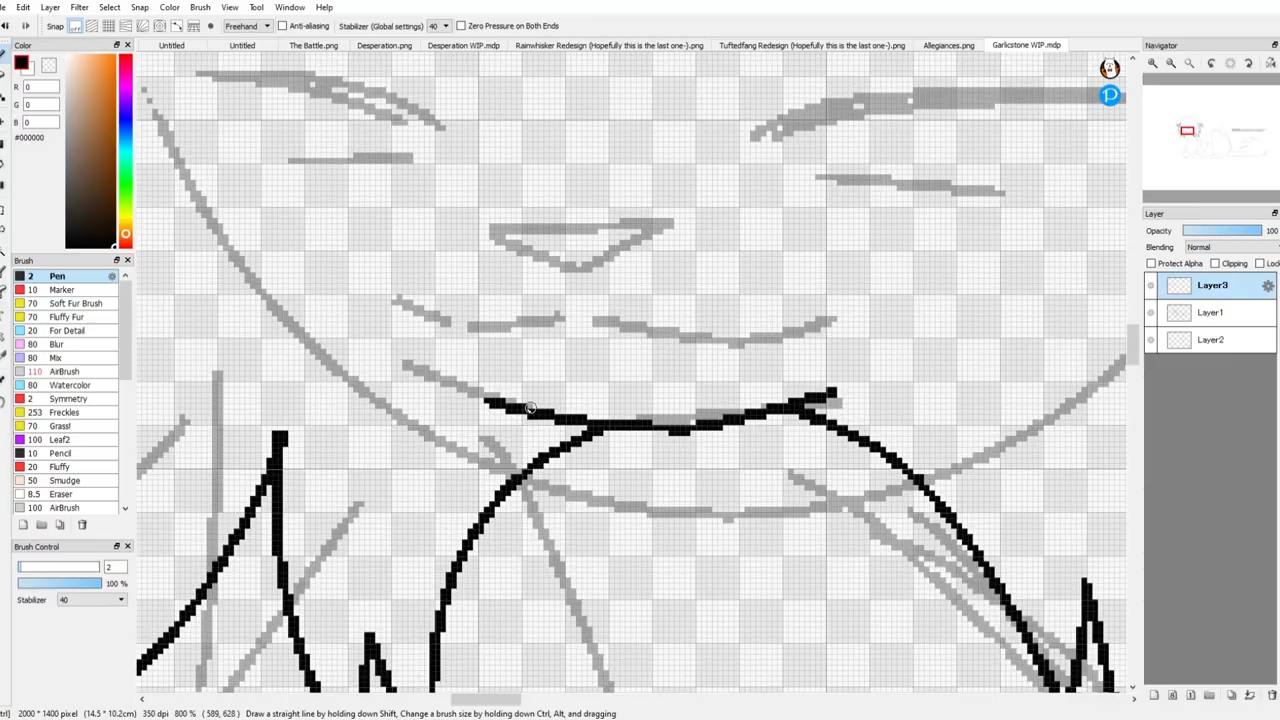 Edit Layer Filter Select Snap Color Brush View Tool Window Help
Snap off Freehand Anti-aliasing Stabilizer (Global settings) 40 Zero Pressure on Both Ends
Color
Untitled Untitled The Battle.png Desperation.png Desperation WIP.mdp Rainwhisker Redesign (Hopefully this is the last one-).png Tuftedfang Redesign (Hopefully this is the last one-).png Allegiances.png Garlicstone WIP.mdp
Navigator
R 0
G 0
B 0
#000000
Layer
Opacity 100
Blending Normal
Protect Alpha Clipping Lock
Brush
2 Pen
10 Marker
70 Soft Fur Brush
70 Fluffy Fur
20 For Detail
80 Blur
80 Mix
110 AirBrush
80 Watercolor
2 Symmetry
253 Freckles
70 Grass!
100 Leaf2
10 Pencil
20 Fluffy
50 Smudge
8.5 Eraser
100 AirBrush
Layer3
Layer1
Layer2
Brush Control
2
100 %
Stabilizer 40
ctrl] 2000 * 1400 pixel (14.5 * 10.2cm) 350 dpi 800 % ( 589, 628 ) Draw a straight line by holding down Shift, Change a brush size by holding down Ctrl, Alt, and dragging